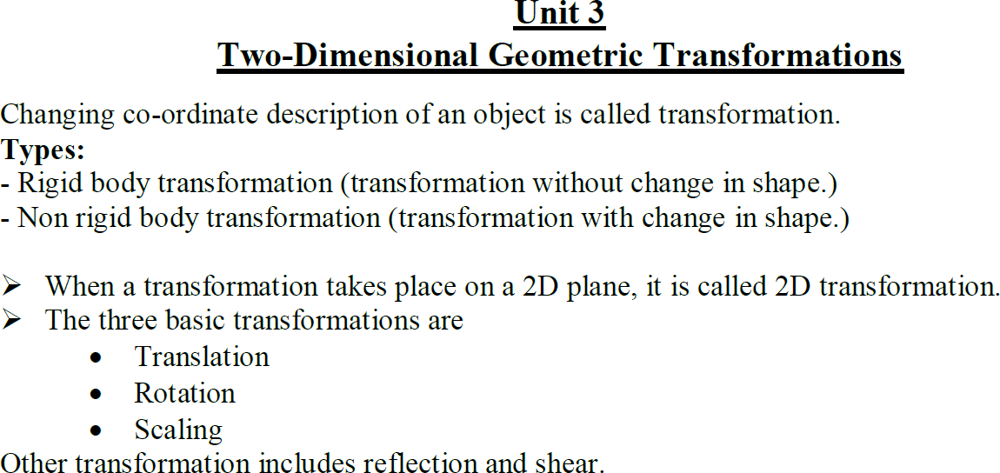 Unit 3
Two-Dimensional Geometric Transformations
Changing co-ordinate description of an object is called transformation.
Types:
- Rigid body transformation (transformation without change in shape.)
- Non rigid body transformation (transformation with change in shape.)
➢ When a transformation takes place on a 2D plane, it is called 2D transformation.
➢ The three basic transformations are
• Translation
• Rotation
• Scaling
Other transformation includes reflection and shear.